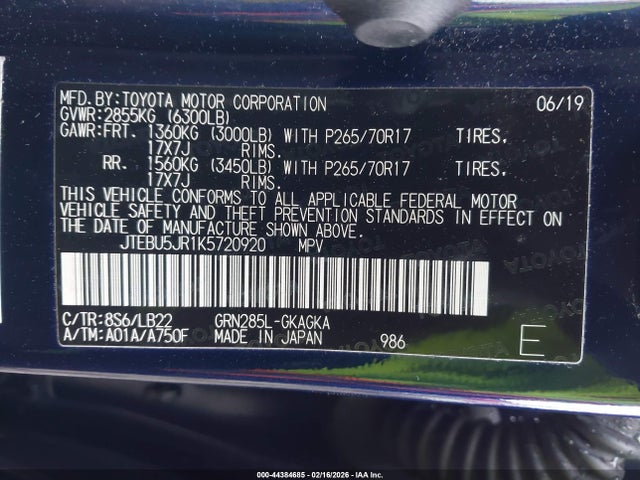 MFD.BY:TOYOTA MOTOR CORPORATION 06/19
GVWR:2855KG (6300LB)
GAWR:FRT. 1360KG (3000LB) WITH P265/70R17 TIRES.
17X7J RIMS.
RR. 1560KG (3450LB) WITH P265/70R17 TIRES.
17X7J RIMS.
THIS VEHICLE CONFORMS TO ALL APPLICABLE FEDERAL MOTOR
VEHICLE SAFETY AND THEFT PREVENTION STANDARDS IN EFFECT ON
THE DATE OF MANUFACTURE SHOWN ABOVE.
JTEBU5JR1K5720920 MPV
C/TR:8S6/LB22 GRN285L-GKAGKA
A/TM:A01A/A750F MADE IN JAPAN 986 E
000-44384685 - 02/16/2026 - IAA Inc.